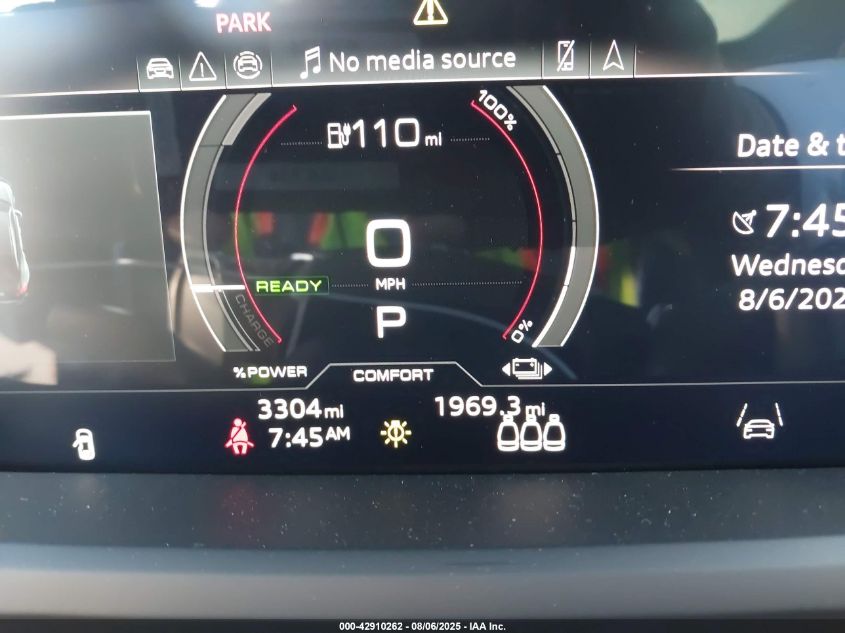 PARK
No media source
110 mi
100%
Date & t
0
MPH
READY
7:45
Wednesd
8/6/202
P
CHARGE
0%
%POWER
COMFORT
3304 mi
1969.3 mi
7:45 AM
000-42910262 - 08/06/2025 - IAA Inc.